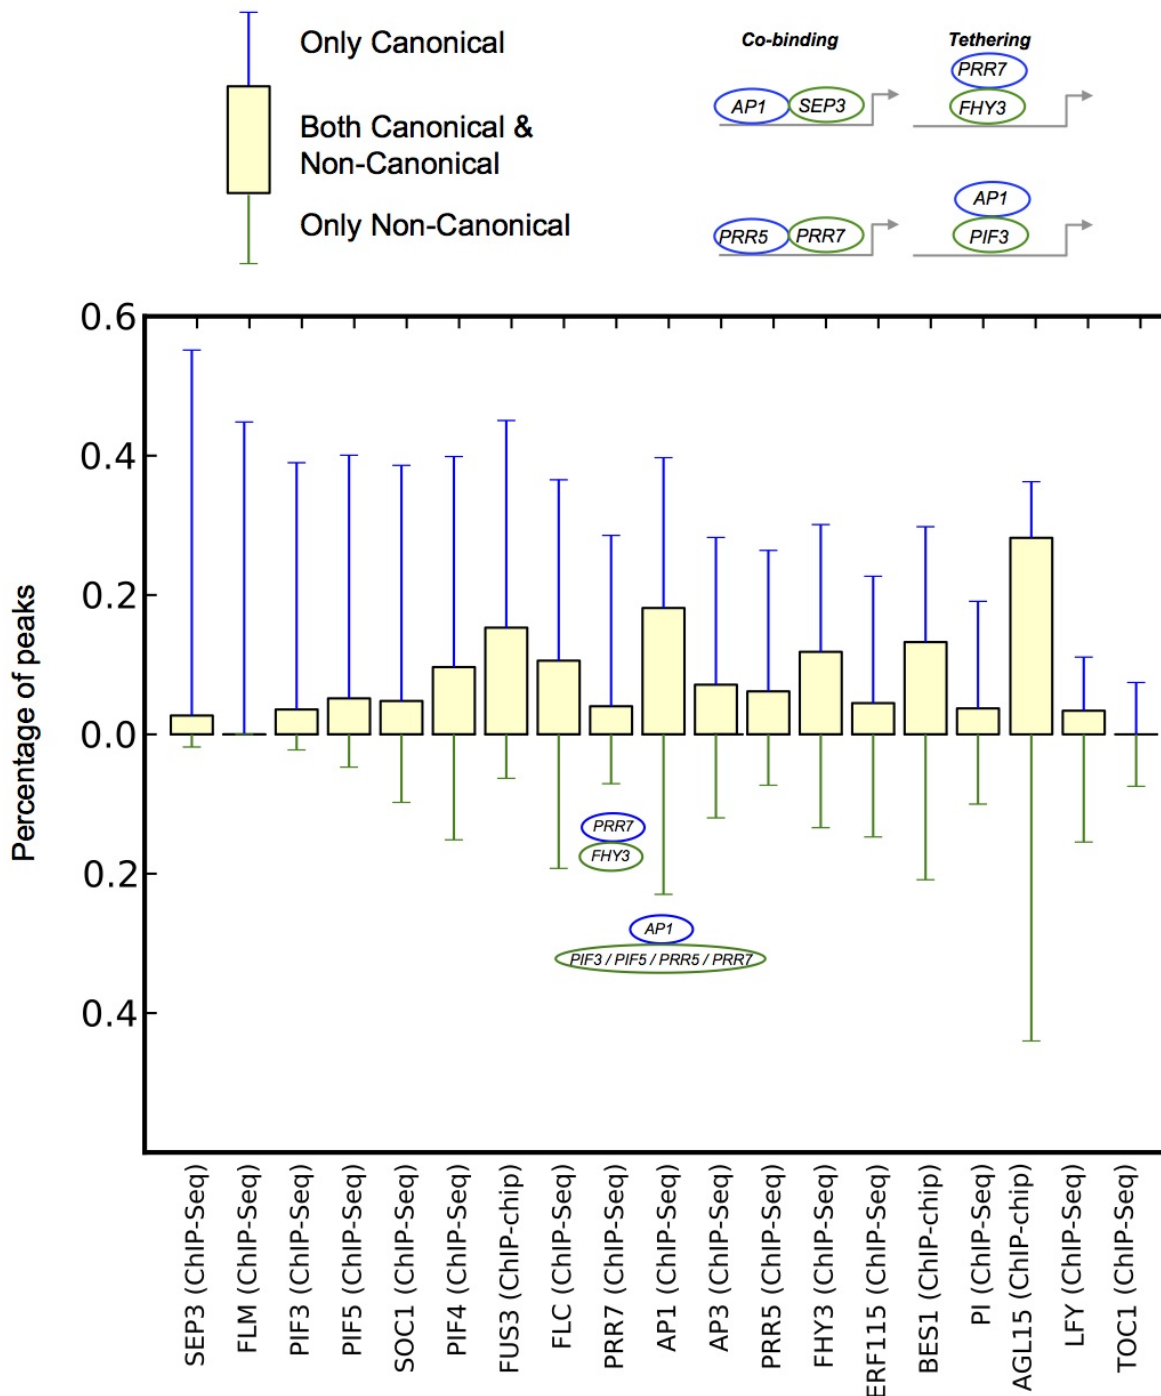 Only Canonical
Both Canonical &
Non-Canonical
Only Non-Canonical
Co-binding
Tethering
AP1
SEP3
PRR7
FHY3
PRR5
PRR7
AP1
PIF3
Percentage of peaks
0.6
0.4
0.2
0.0
0.2
0.4
PRR7
FHY3
AP1
PIF3 / PIF5 / PRR5 / PRR7
SEP3 (ChIP-Seq)
FLM (ChIP-Seq)
PIF3 (ChIP-Seq)
PIF5 (ChIP-Seq)
SOC1 (ChIP-Seq)
PIF4 (ChIP-Seq)
FUS3 (ChIP-chip)
FLC (ChIP-Seq)
PRR7 (ChIP-Seq)
AP1 (ChIP-Seq)
AP3 (ChIP-Seq)
PRR5 (ChIP-Seq)
FHY3 (ChIP-Seq)
ERF115 (ChIP-Seq)
BES1 (ChIP-chip)
PI (ChIP-Seq)
AGL15 (ChIP-chip)
LFY (ChIP-Seq)
TOC1 (ChIP-Seq)